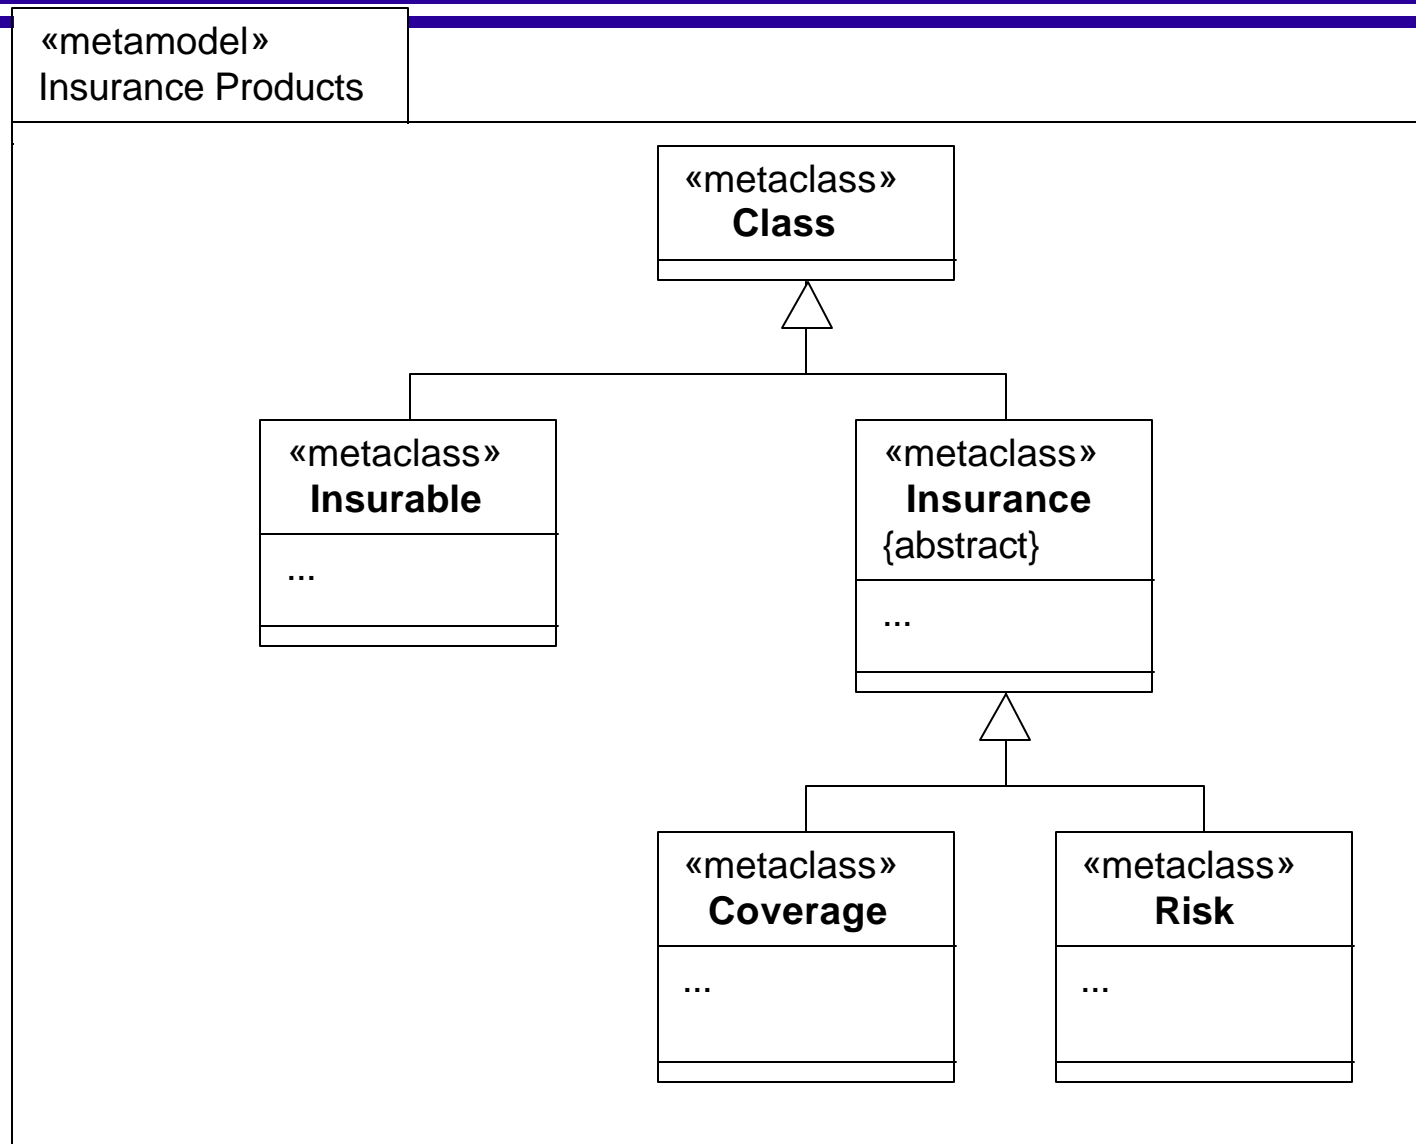 «metamodel»
Insurance Products
«metaclass»
Class
«metaclass»
Insurable
...
«metaclass»
Insurance
{abstract}
...
«metaclass»
Coverage
...
«metaclass»
Risk
...